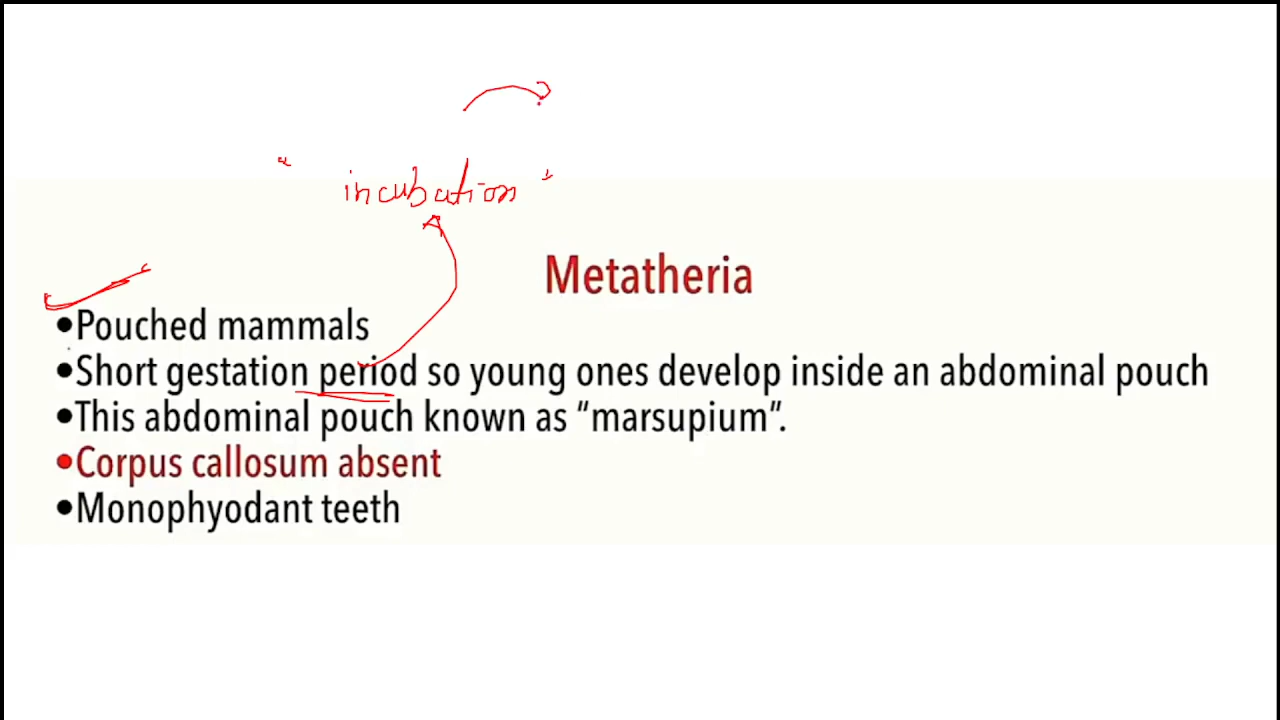 " incubation "
Metatheria
•Pouched mammals
•Short gestation period so young ones develop inside an abdominal pouch
•This abdominal pouch known as “marsupium”.
•Corpus callosum absent
•Monophyodant teeth